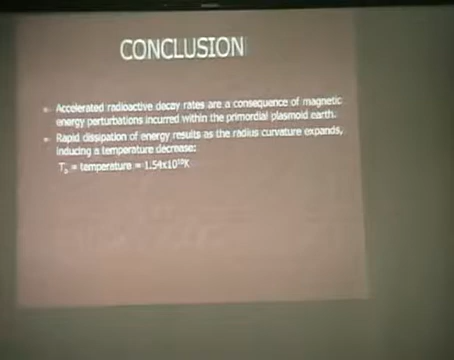 CONCLUSION
Accelerated radioactive decay rates are a consequence of magnetic
energy perturbations incurred within the primordial plasmoid earth.
Rapid dissipation of energy results as the radius curvature expands,
inducing a temperature decrease:
= temperature = 1.54x10¹⁰K